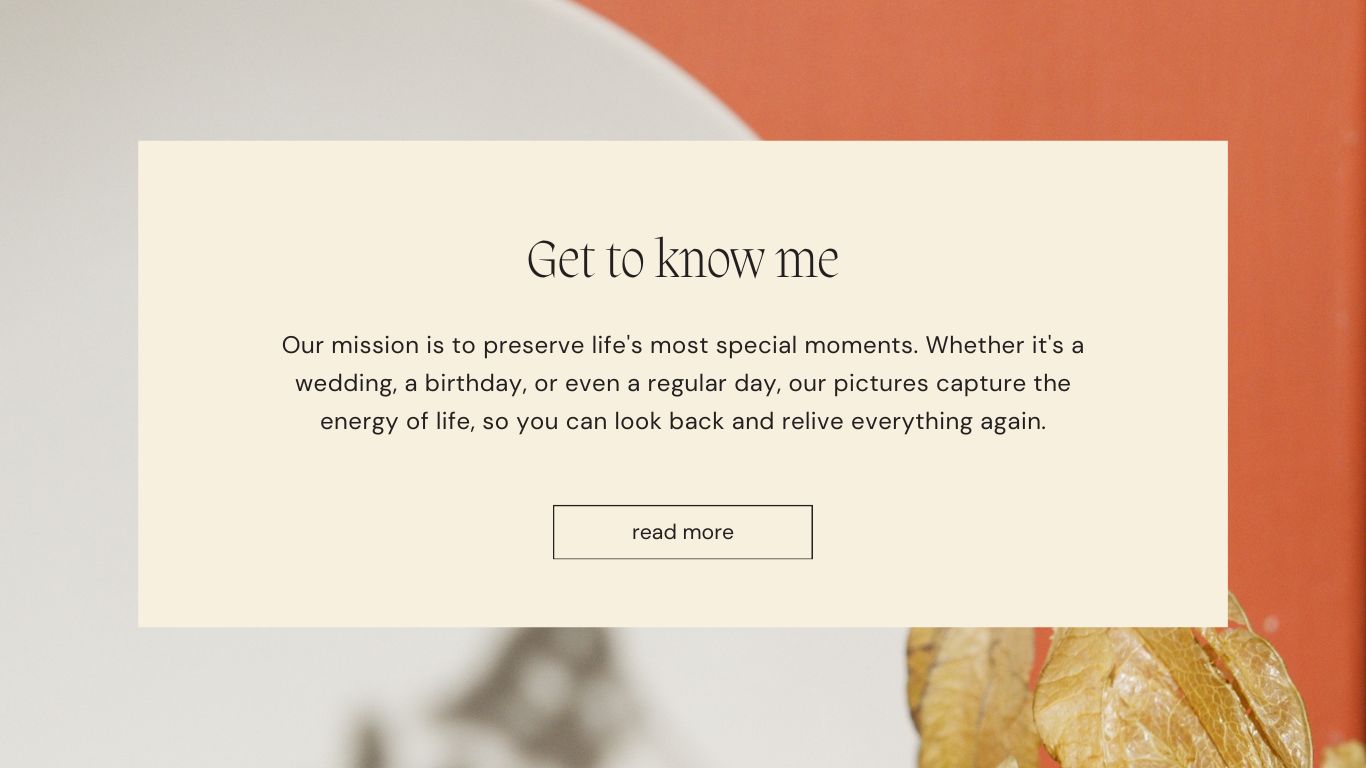 Get to know me
Our mission is to preserve life's most special moments. Whether it's a
wedding, a birthday, or even a regular day, our pictures capture the
energy of life, so you can look back and relive everything again.
read more